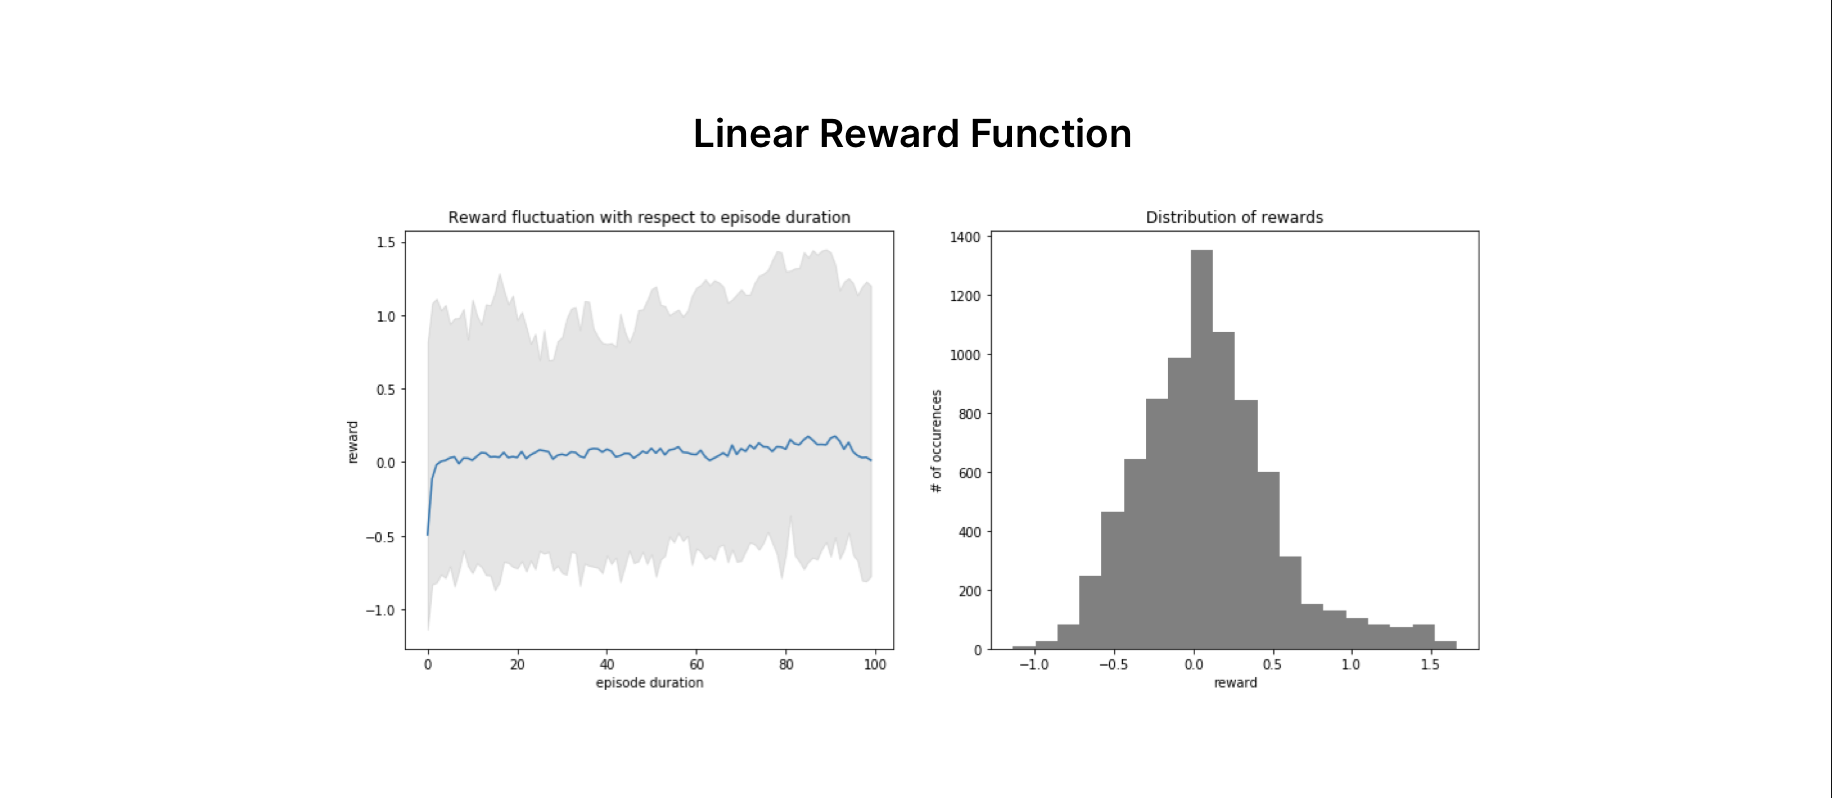 Linear Reward Function
Reward fluctuation with respect to episode duration
1.5
1.0
0.5
0.0
−0.5
−1.0
reward
0 20 40 60 80 100
episode duration
Distribution of rewards
1400
1200
1000
800
600
400
200
0
# of occurences
−1.0 −0.5 0.0 0.5 1.0 1.5
reward